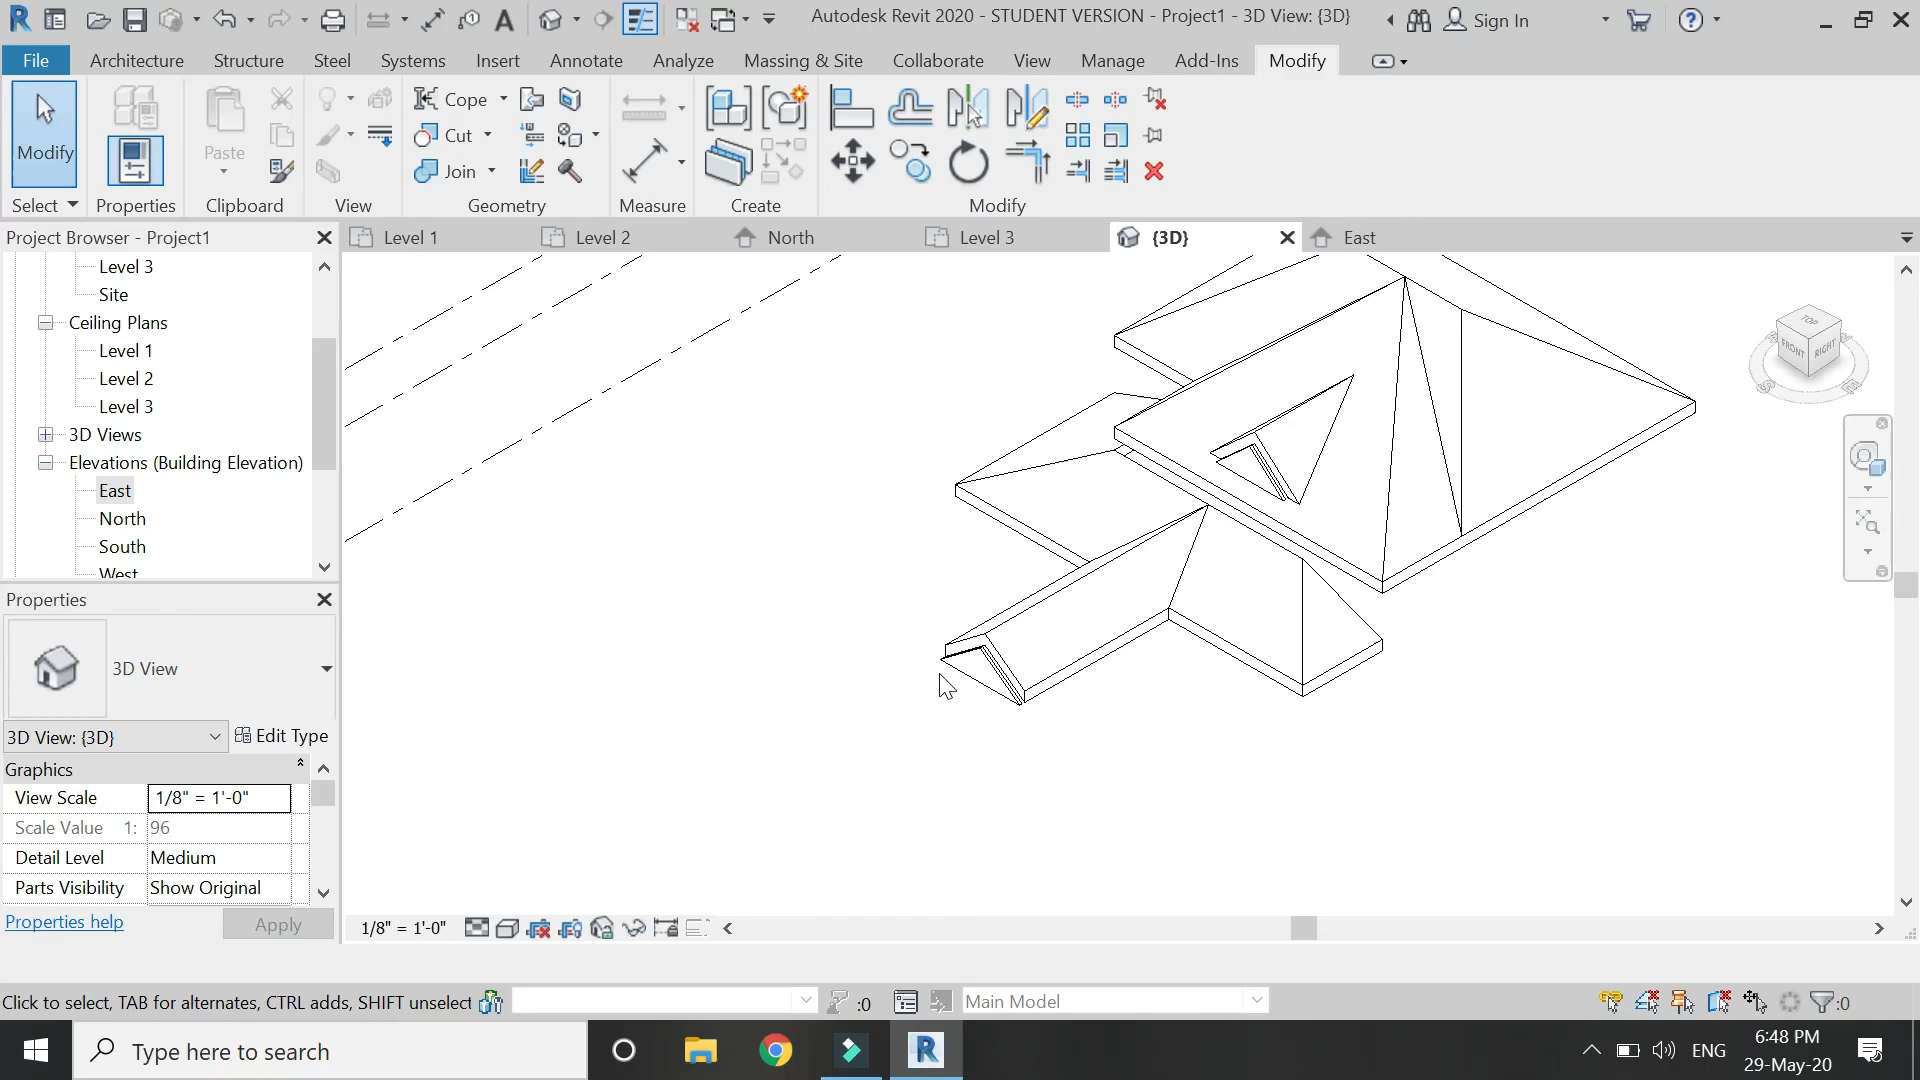 Autodesk Revit 2020 - STUDENT VERSION - Project1 - 3D View: {3D}
Sign In
File
Architecture
Structure
Steel
Systems
Insert
Annotate
Analyze
Massing & Site
Collaborate
View
Manage
Add-Ins
Modify
Modify
Paste
Cope
Cut
Join
Select
Properties
Clipboard
View
Geometry
Measure
Create
Modify
Project Browser - Project1
Level 1
Level 2
North
Level 3
{3D}
East
Level 3
Site
Ceiling Plans
Level 1
Level 2
Level 3
3D Views
Elevations (Building Elevation)
East
North
South
West
TOP
FRONT
RIGHT
S
E
Properties
3D View
3D View: {3D}
Edit Type
Graphics
View Scale
1/8" = 1'-0"
Scale Value 1:
96
Detail Level
Medium
Parts Visibility
Show Original
Properties help
Apply
1/8" = 1'-0"
Click to select, TAB for alternates, CTRL adds, SHIFT unselect
:0
Main Model
:0
Type here to search
ENG
6:48 PM
29-May-20